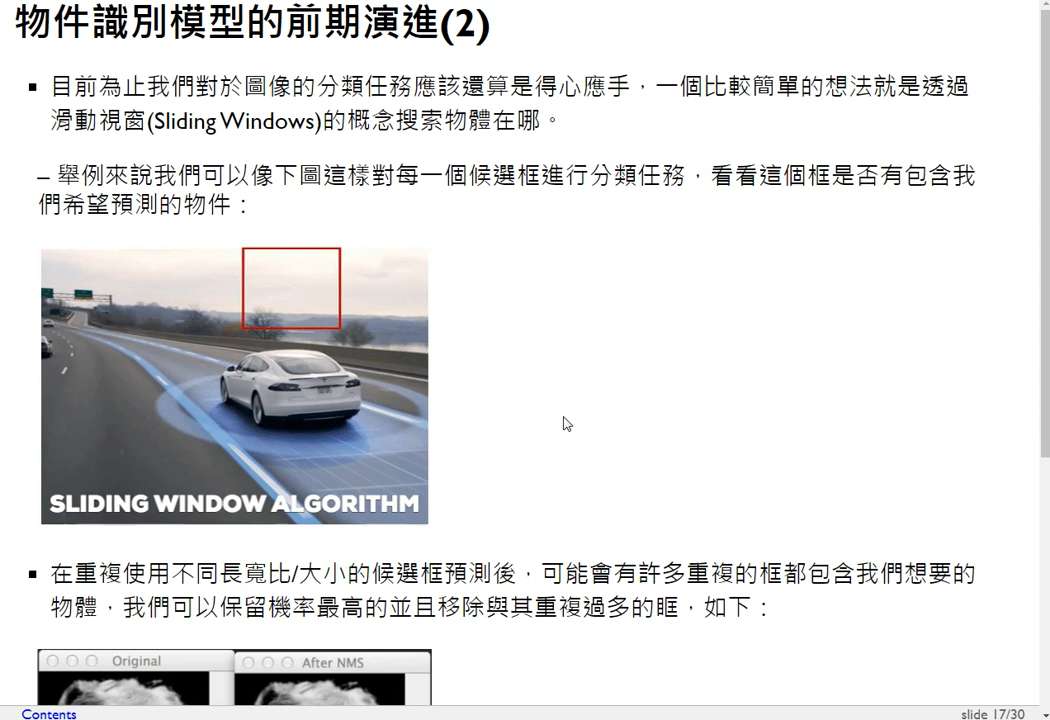 物件識別模型的前期演進(2)
▪ 目前為止我們對於圖像的分類任務應該還算是得心應手，一個比較簡單的想法就是透過
滑動視窗(Sliding Windows)的概念搜索物體在哪。
– 舉例來說我們可以像下圖這樣對每一個候選框進行分類任務，看看這個框是否有包含我
們希望預測的物件：
SLIDING WINDOW ALGORITHM
▪ 在重複使用不同長寬比/大小的候選框預測後，可能會有許多重複的框都包含我們想要的
物體，我們可以保留機率最高的並且移除與其重複過多的眶，如下：
Original
After NMS
Contents
slide 17/30